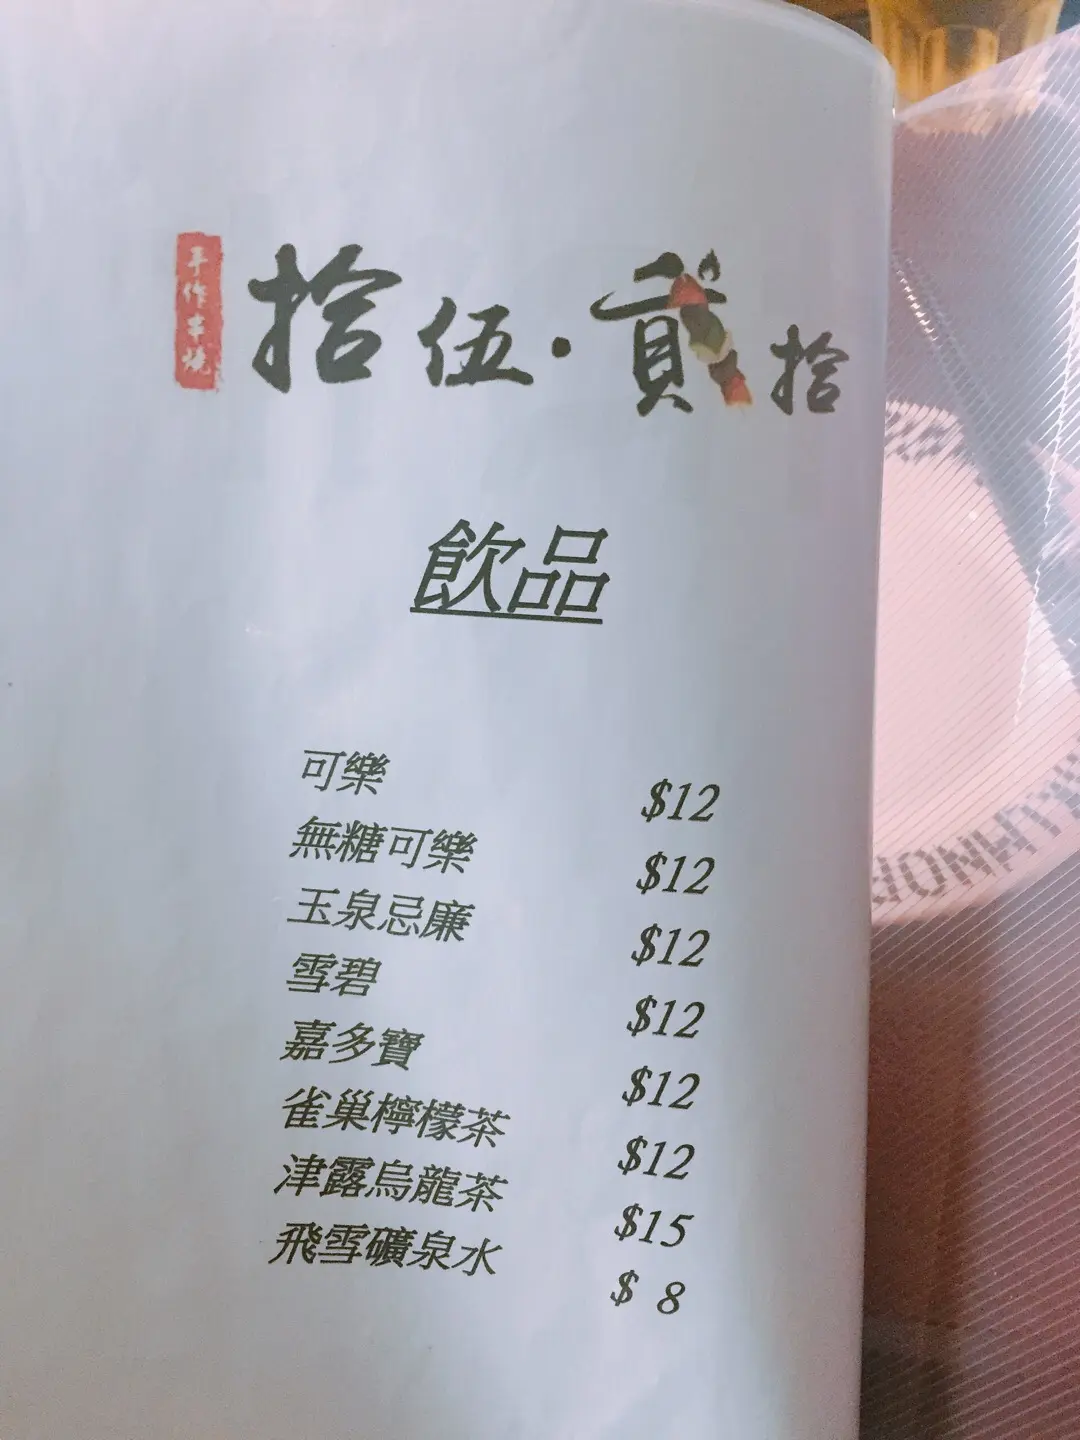 手作串燒
拾伍·貳拾
飲品
可樂 $12
無糖可樂 $12
玉泉忌廉 $12
雪碧 $12
嘉多寶 $12
雀巢檸檬茶 $12
津露烏龍茶 $15
飛雪礦泉水 $ 8